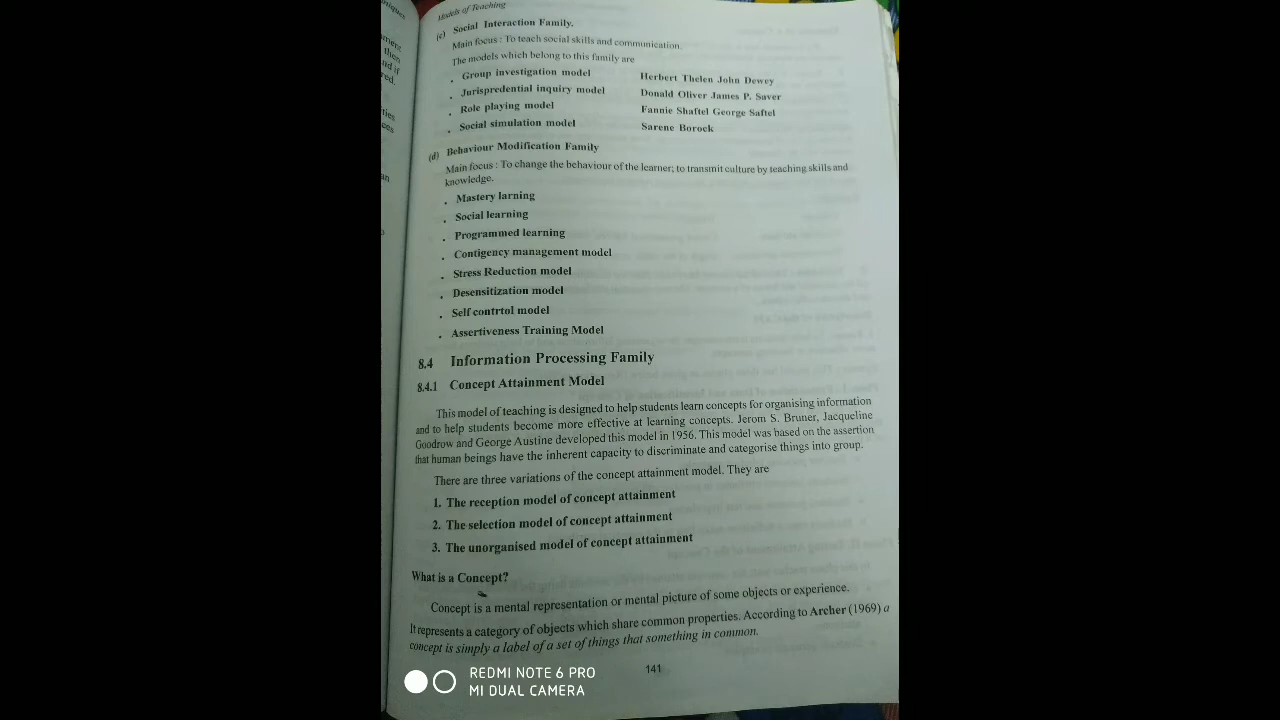 Models of Teaching
(c) Social Interaction Family.
Main focus : To teach social skills and communication.
The models which belong to this family are
. Group investigation model Herbert Thelen John Dewey
. Jurispredential inquiry model Donald Oliver James P. Saver
. Role playing model Fannie Shaftel George Saftel
. Social simulation model Sarene Borock
(d) Behaviour Modification Family
Main focus : To change the behaviour of the learner; to transmit culture by teaching skills and
knowledge.
. Mastery larning
. Social learning
. Programmed learning
. Contigency management model
. Stress Reduction model
. Desensitization model
. Self contrtol model
. Assertiveness Training Model
8.4 Information Processing Family
8.4.1 Concept Attainment Model
This model of teaching is designed to help students learn concepts for organising information
and to help students become more effective at learning concepts. Jerom S. Bruner, Jacqueline
Goodrow and George Austine developed this model in 1956. This model was based on the assertion
that human beings have the inherent capacity to discriminate and categorise things into group.
There are three variations of the concept attainment model. They are
1. The reception model of concept attainment
2. The selection model of concept attainment
3. The unorganised model of concept attainment
What is a Concept?
Concept is a mental representation or mental picture of some objects or experience.
It represents a category of objects which share common properties. According to Archer (1969) a
concept is simply a label of a set of things that something in common.
141
REDMI NOTE 6 PRO
MI DUAL CAMERA